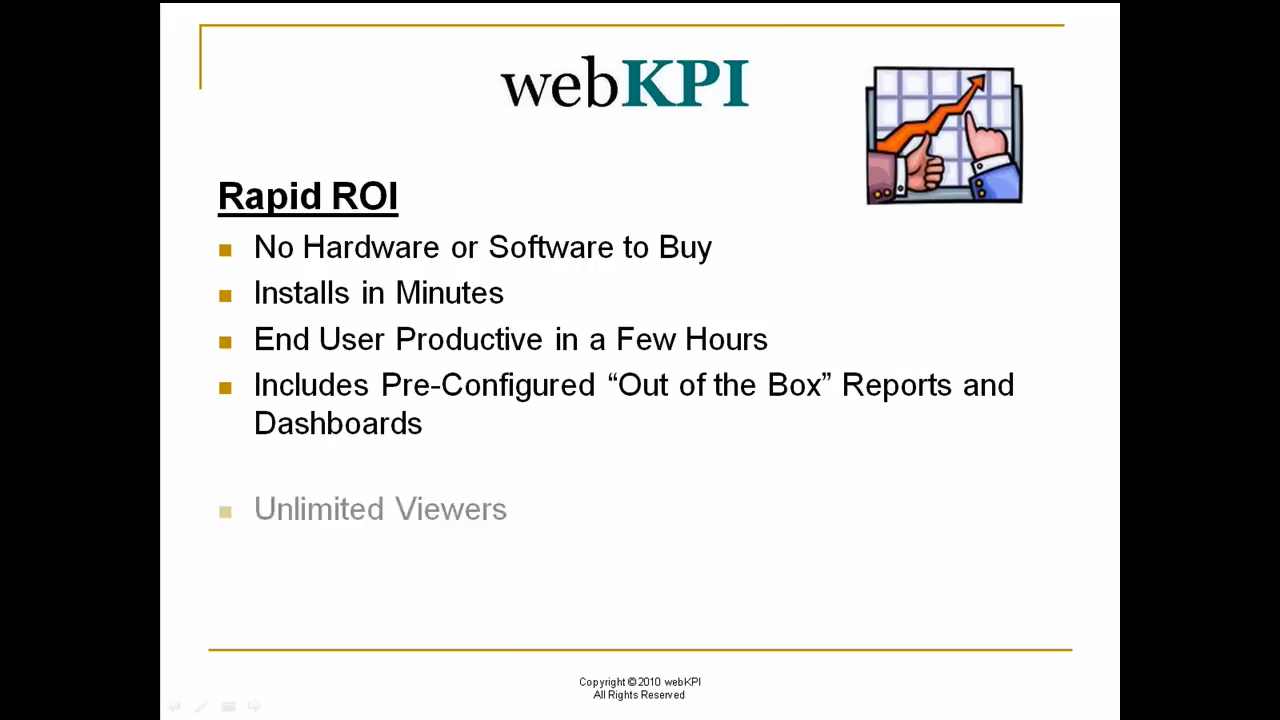 webKPI
Rapid ROI
No Hardware or Software to Buy
Installs in Minutes
End User Productive in a Few Hours
Includes Pre-Configured “Out of the Box” Reports and
Dashboards
Unlimited Viewers
Copyright ©2010 webKPI
All Rights Reserved